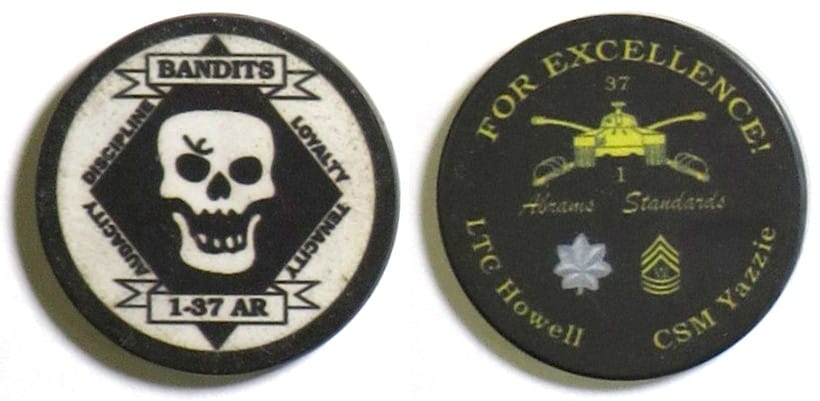 BANDITS
DISCIPLINE
LOYALTY
AUDACITY
TENACITY
1-37 AR
FOR EXCELLENCE!
37
1
Abrams Standards
LTC Howell
CSM Yazzie